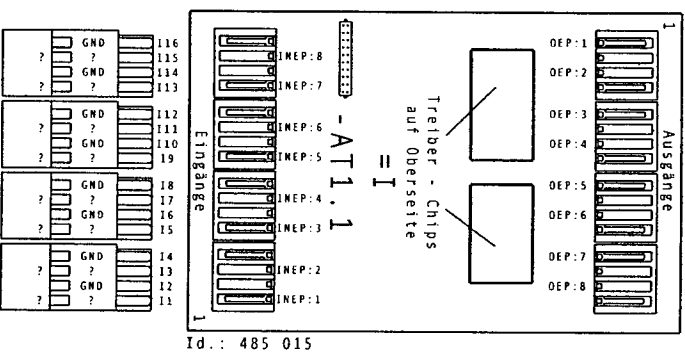 GND I16
? ? I15
GND I14
? ? I13
GND I12
? ? I11
GND I10
? ? I9
I8 GND
I7 ? ?
I6 GND
I5 ? ?
I4 GND
I3 ? ?
I2 GND
I1 ? ?
Eingänge
1
INEP:8
INEP:7
INEP:6
INEP:5
INEP:4
INEP:3
INEP:2
INEP:1
-AT1.1
=I
Treiber - Chips
auf Oberseite
OEP:1
OEP:2
OEP:3
OEP:4
OEP:5
OEP:6
OEP:7
OEP:8
1
Ausgänge
Id.: 485 015